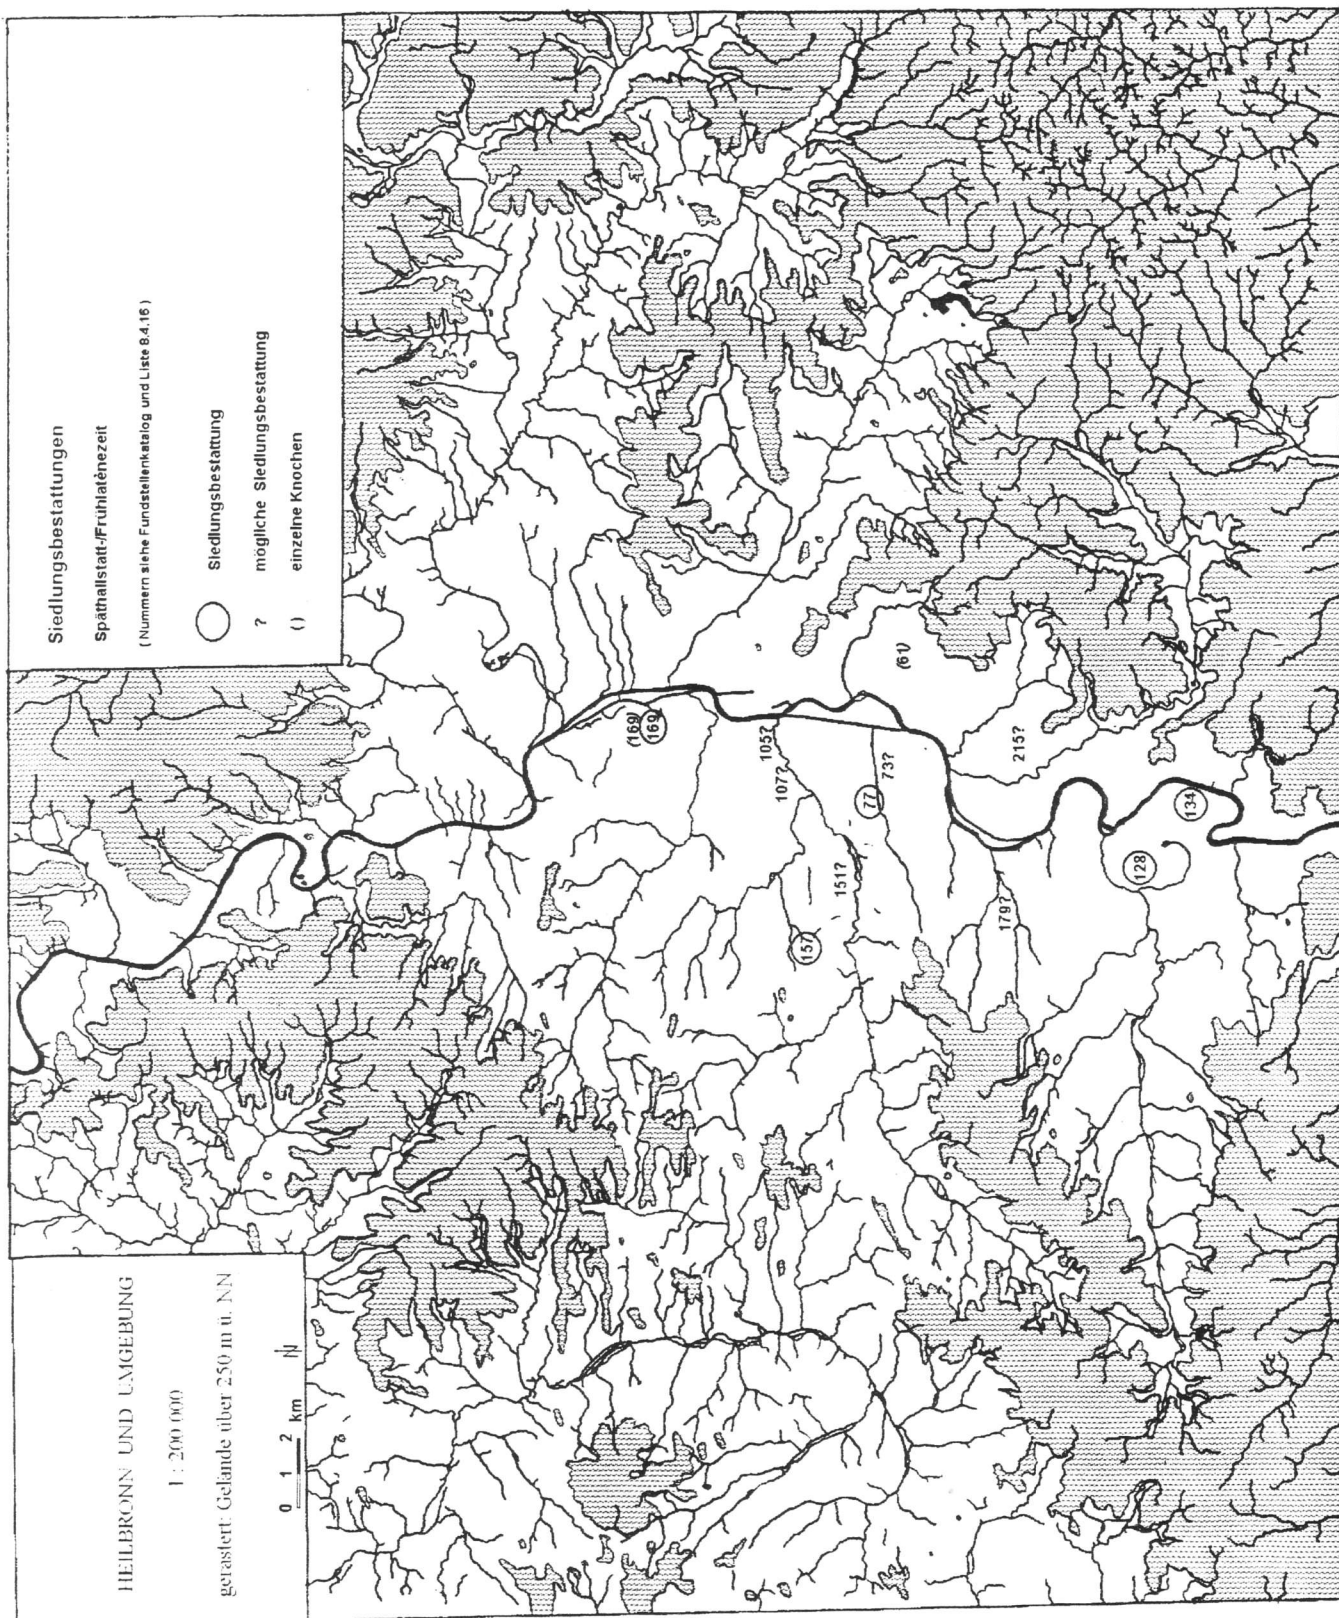 HEILBRONN UND UMGEBUNG
1 : 200 000
0 1 2 km
N
gerastert: Gelände über 250 m ü. NN
Siedlungsbestattungen
Späthallstatt-/Frühlatènezeit
( Nummern siehe Fundstellenkatalog und Liste 8.4.16 )
Siedlungsbestattung
? mögliche Siedlungsbestattung
() einzelne Knochen
(169)
169
105?
107?
151?
157
77
73?
(61)
215?
179?
128
134